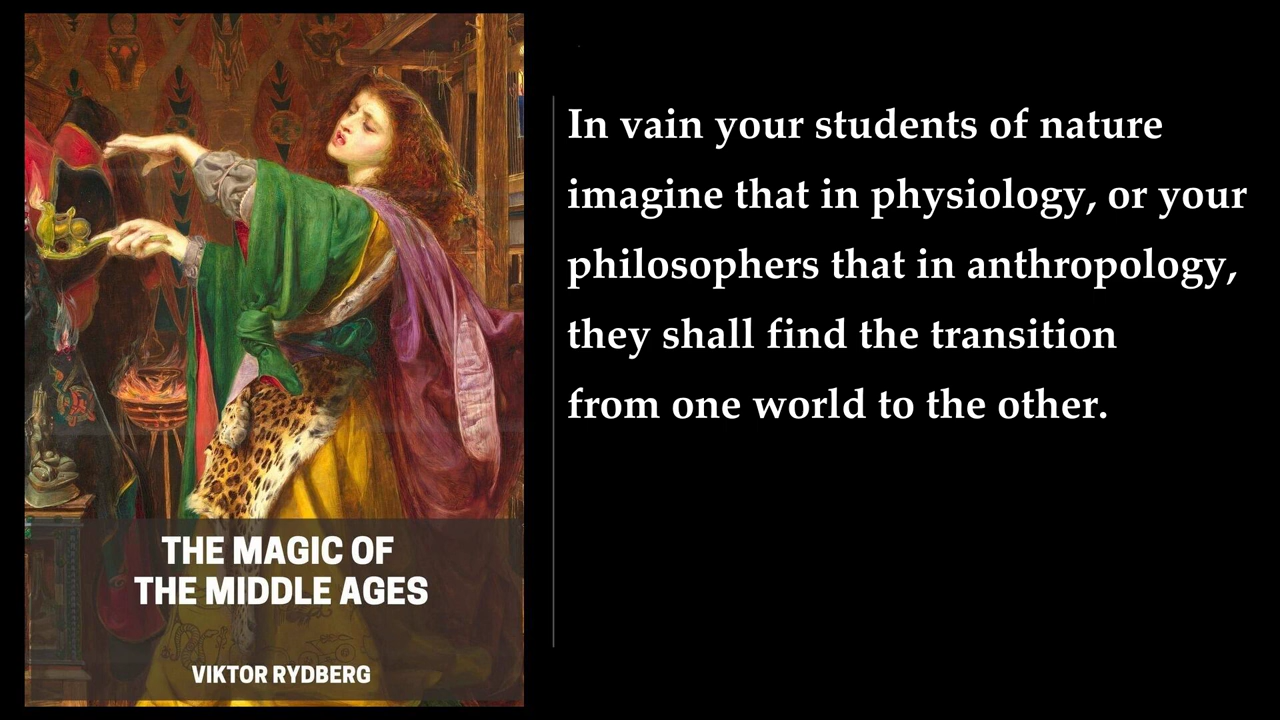 THE MAGIC OF
THE MIDDLE AGES
VIKTOR RYDBERG
In vain your students of nature
imagine that in physiology, or your
philosophers that in anthropology,
they shall find the transition
from one world to the other.